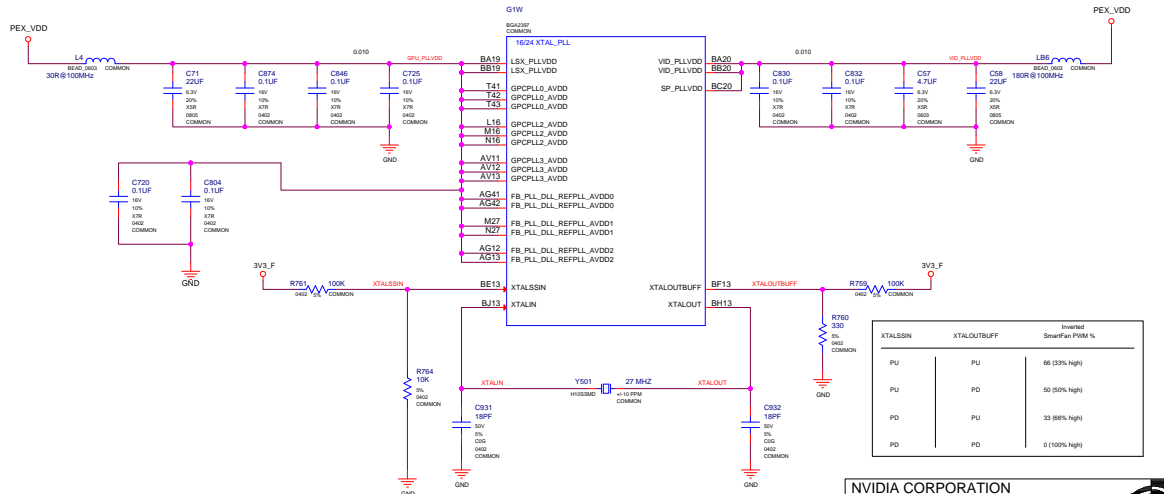 G1W
BGA2397
COMMON
16/24 XTAL_PLL
PEX_VDD
L4
BEAD_0603 COMMON
30R@100MHz
0.010
GPU_PLLVDD
C71
22UF
6.3V
20%
X5R
0805
COMMON
C874
0.1UF
16V
10%
X7R
0402
COMMON
C846
0.1UF
16V
10%
X7R
0402
COMMON
C725
0.1UF
16V
10%
X7R
0402
COMMON
GND
C720
0.1UF
16V
10%
X7R
0402
COMMON
C804
0.1UF
16V
10%
X7R
0402
COMMON
GND
BA19 LSX_PLLVDD
BB19 LSX_PLLVDD
T41 GPCPLL0_AVDD
T42 GPCPLL0_AVDD
T43 GPCPLL0_AVDD
L16 GPCPLL2_AVDD
M16 GPCPLL2_AVDD
N16 GPCPLL2_AVDD
AV11 GPCPLL3_AVDD
AV12 GPCPLL3_AVDD
AV13 GPCPLL3_AVDD
AG41 FB_PLL_DLL_REFPLL_AVDD0
AG42 FB_PLL_DLL_REFPLL_AVDD0
M27 FB_PLL_DLL_REFPLL_AVDD1
N27 FB_PLL_DLL_REFPLL_AVDD1
AG12 FB_PLL_DLL_REFPLL_AVDD2
AG13 FB_PLL_DLL_REFPLL_AVDD2
BE13 XTALSSIN
BJ13 XTALIN
VID_PLLVDD BA20
VID_PLLVDD BB20
SP_PLLVDD BC20
XTALOUTBUFF BF13
XTALOUT BH13
0.010
VID_PLLVDD
PEX_VDD
LB6
BEAD_0603 COMMON
180R@100MHz
C830
0.1UF
16V
10%
X7R
0402
COMMON
C832
0.1UF
16V
10%
X7R
0402
COMMON
C57
4.7UF
6.3V
20%
X5R
0603
COMMON
C58
22UF
6.3V
20%
X5R
0805
COMMON
GND
3V3_F
R761 100K
0402 5% COMMON
XTALSSIN
R764
10K
5%
0402
COMMON
GND
XTALIN
Y501 27 MHZ
H10SSMD +/-10 PPM
COMMON
XTALOUT
C931
18PF
50V
5%
C0G
0402
COMMON
GND
C932
18PF
50V
5%
C0G
0402
COMMON
GND
XTALOUTBUFF
3V3_F
R759 100K
0402 5% COMMON
R760
330
5%
0402
COMMON
GND
XTALSSIN XTALOUTBUFF Inverted
SmartFan PWM %
PU PU 66 (33% high)
PU PD 50 (50% high)
PD PU 33 (66% high)
PD PD 0 (100% high)
NVIDIA CORPORATION